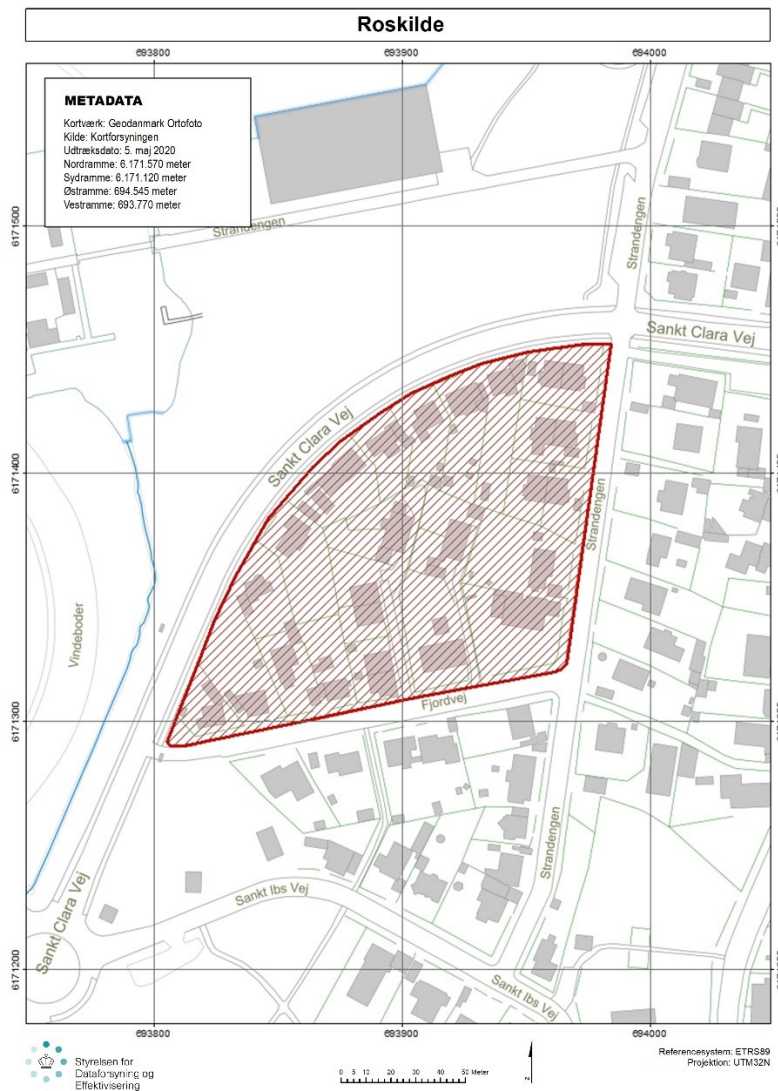 Roskilde
693800
693900
694000
METADATA
Kortværk: Geodanmark Ortofoto
Kilde: Kortforsyningen
Udtræksdato: 5. maj 2020
Nordramme: 6.171.570 meter
Sydramme: 6.171.120 meter
Østramme: 694.545 meter
Vestramme: 693.770 meter
6171500
Strandengen
Strandengen
Sankt Clara Vej
Sankt Clara Vej
6171400
Strandengen
Vindeboder
6171300
Fjordvej
Strandengen
Sankt Clara Vej
Sankt Ibs Vej
Sankt Ibs Vej
6171200
693800
693900
694000
Styrelsen for
Dataforsyning og
Effektivisering
0 5 10 20 30 40 50 Meter
Referencesystem: ETRS89
Projektion: UTM32N